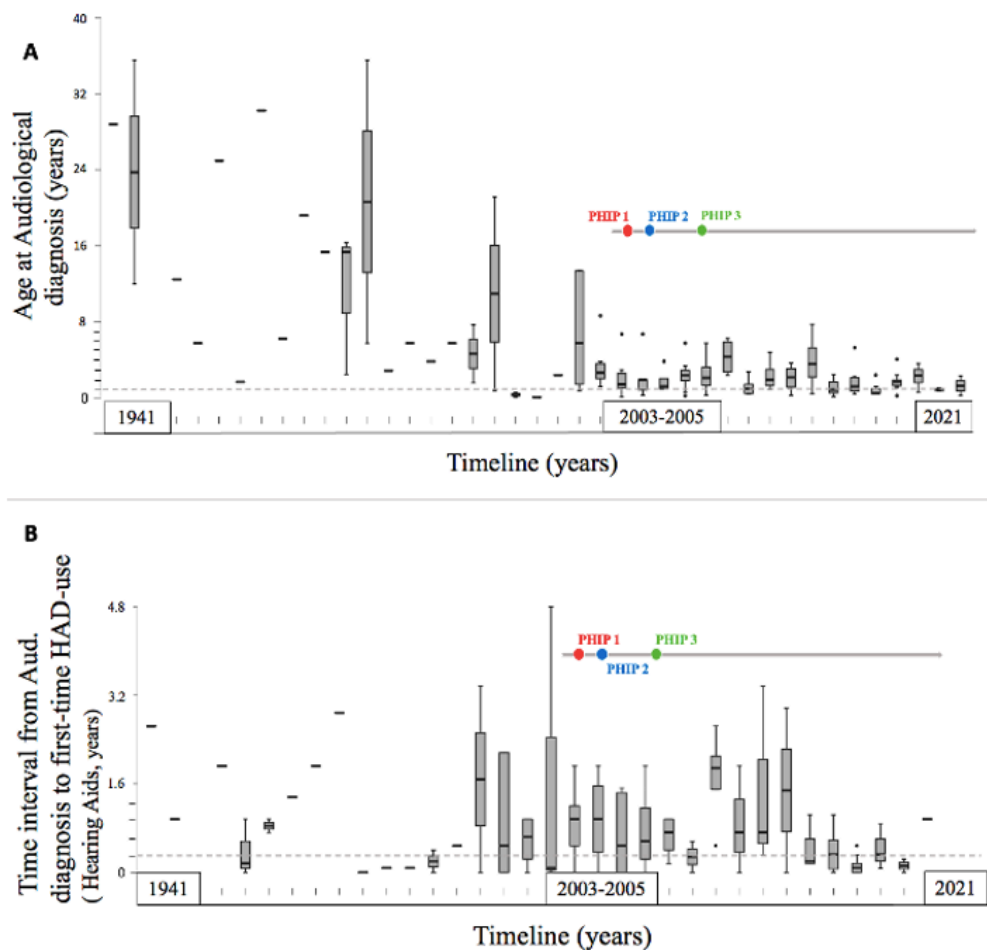 A
40
32
24
16
8
0
Age at Audiological
diagnosis (years)
PHIP 1 PHIP 2 PHIP 3
1941 2003-2005 2021
Timeline (years)
B
4.8
3.2
1.6
0
Time interval from Aud.
diagnosis to first-time HAD-use
( Hearing Aids, years)
PHIP 1 PHIP 3
PHIP 2
1941 2003-2005 2021
Timeline (years)